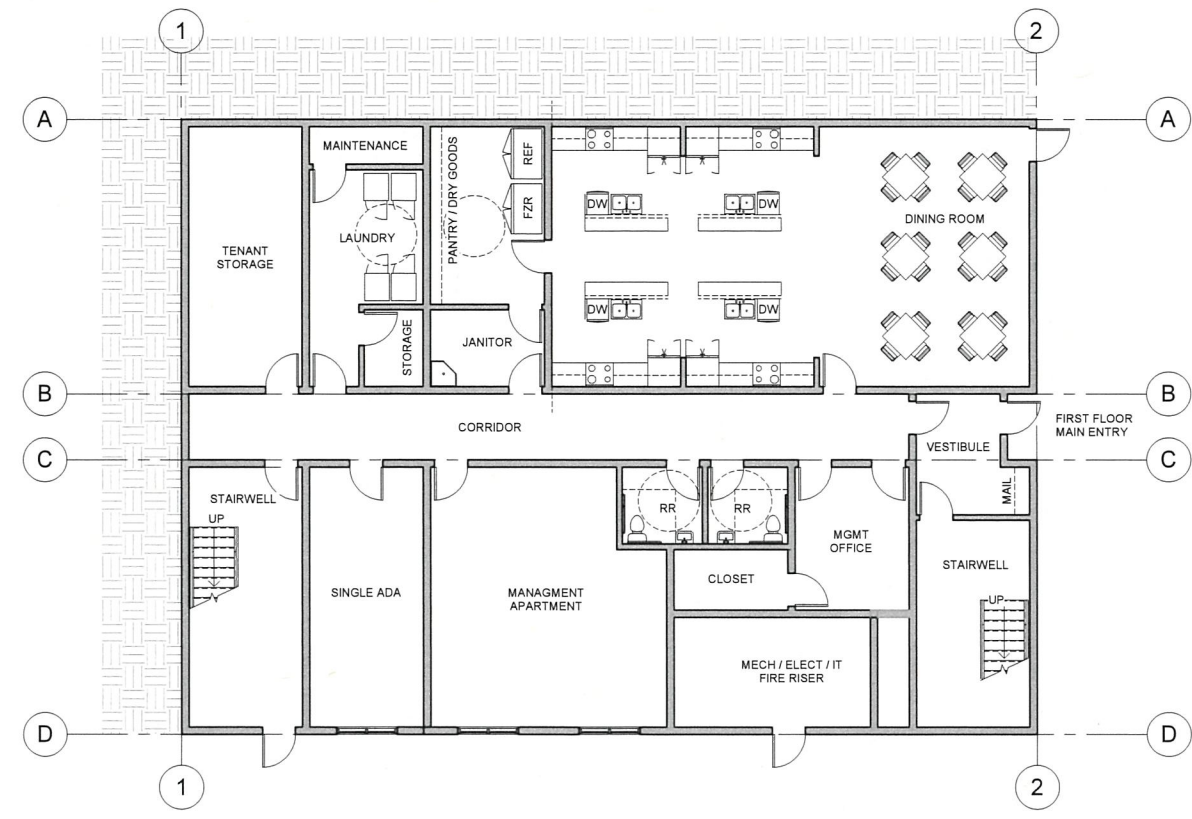 1
2
A
A
MAINTENANCE
PANTRY / DRY GOODS
REF
FZR
LAUNDRY
TENANT
STORAGE
DW
DW
DINING ROOM
DW
DW
STORAGE
JANITOR
B
B
CORRIDOR
FIRST FLOOR
MAIN ENTRY
VESTIBULE
C
C
STAIRWELL
UP
RR
RR
MAIL
MGMT
OFFICE
STAIRWELL
CLOSET
SINGLE ADA
MANAGMENT
APARTMENT
UP
MECH / ELECT / IT
FIRE RISER
D
D
1
2